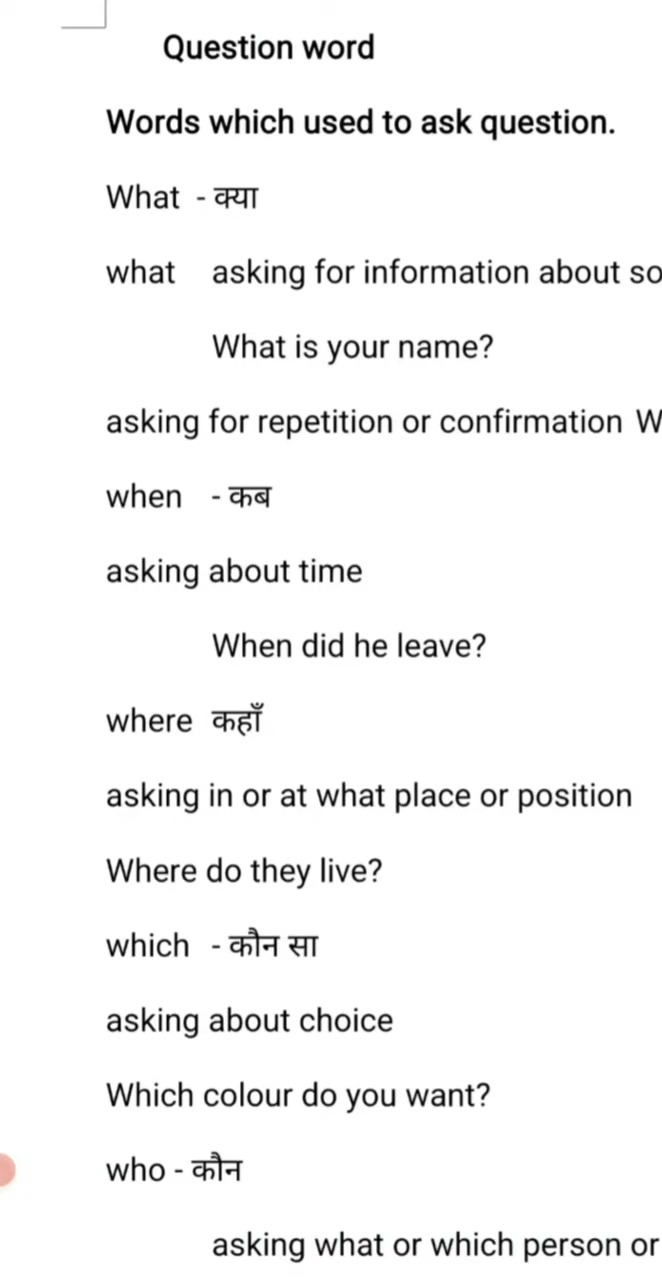 Question word
Words which used to ask question.
What - क्या
what asking for information about so
What is your name?
asking for repetition or confirmation W
when - कब
asking about time
When did he leave?
where कहाँ
asking in or at what place or position
Where do they live?
which - कौन सा
asking about choice
Which colour do you want?
who - कौन
asking what or which person or